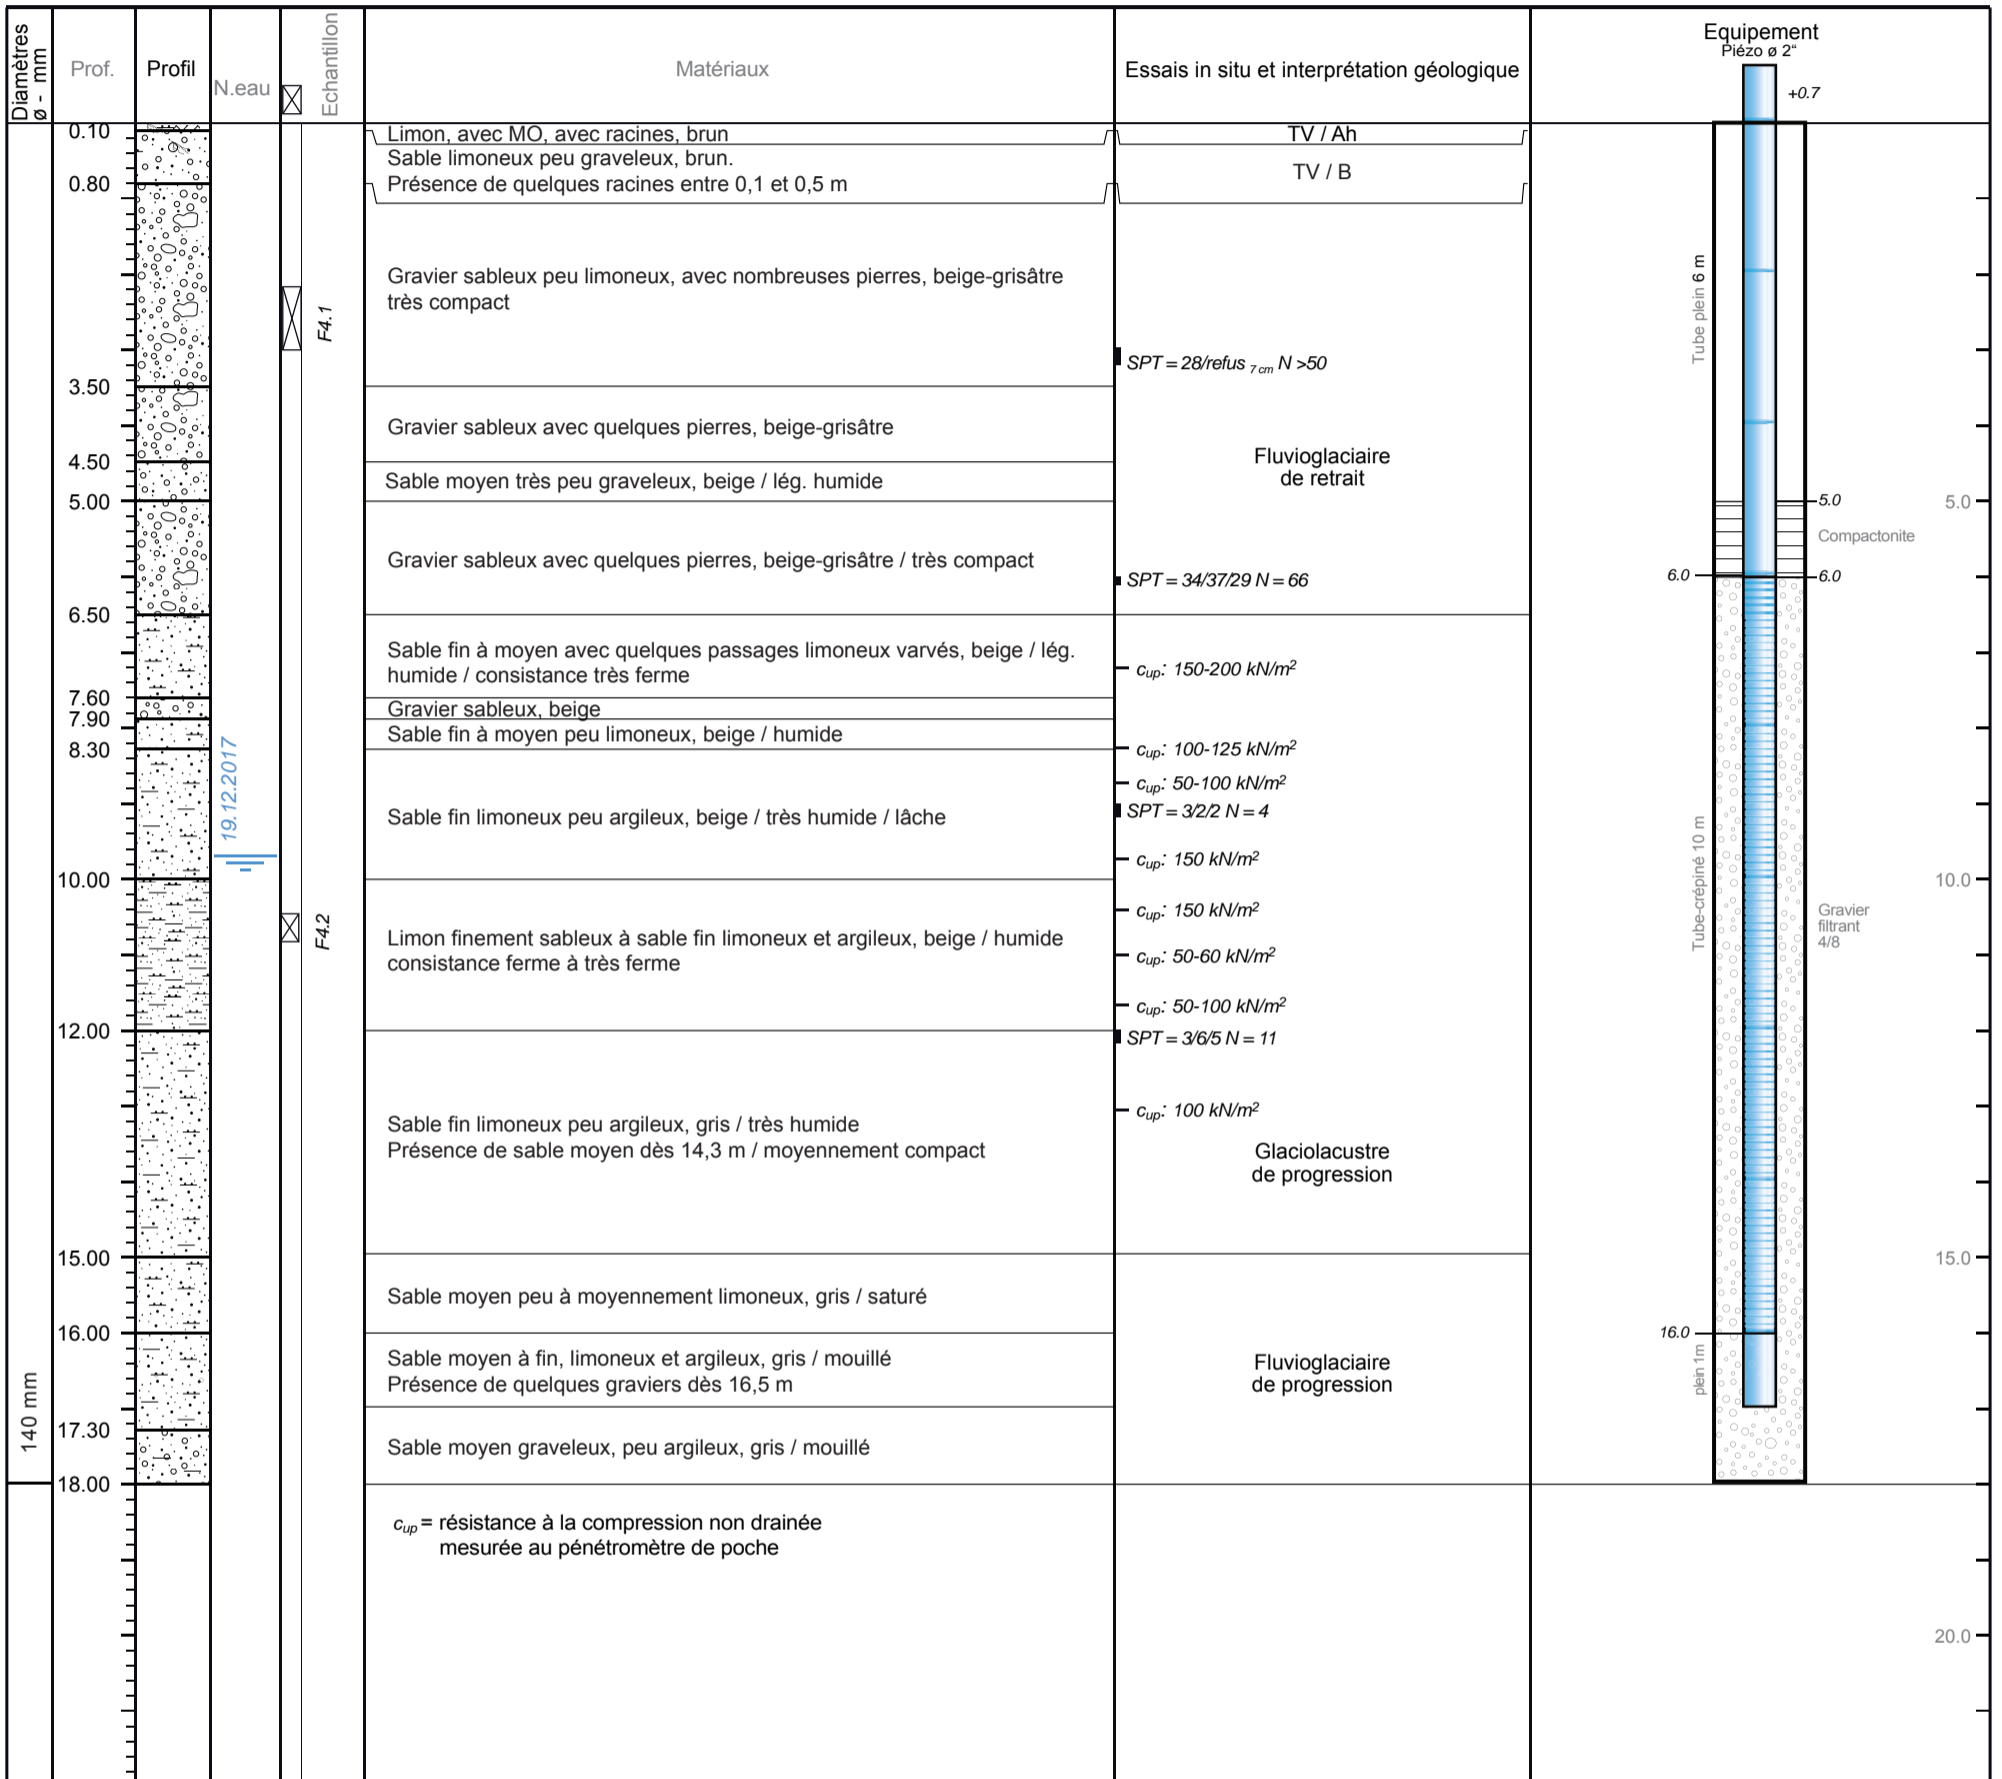 Diamètres
ø - mm
Prof.
Profil
N.eau
Echantillon
Matériaux
Essais in situ et interprétation géologique
Equipement
Piézo ø 2“
+0.7
0.10
Limon, avec MO, avec racines, brun
TV / Ah
Sable limoneux peu graveleux, brun.
Présence de quelques racines entre 0,1 et 0,5 m
TV / B
0.80
Gravier sableux peu limoneux, avec nombreuses pierres, beige-grisâtre
très compact
F4.1
Tube plein 6 m
SPT = 28/refus 7 cm N >50
3.50
Gravier sableux avec quelques pierres, beige-grisâtre
Fluvioglaciaire
de retrait
4.50
Sable moyen très peu graveleux, beige / lég. humide
5.00
5.0
5.0
Compactonite
Gravier sableux avec quelques pierres, beige-grisâtre / très compact
SPT = 34/37/29 N = 66
6.0
6.0
6.50
Sable fin à moyen avec quelques passages limoneux varvés, beige / lég.
humide / consistance très ferme
cup: 150-200 kN/m²
7.60
Gravier sableux, beige
7.90
Sable fin à moyen peu limoneux, beige / humide
8.30
cup: 100-125 kN/m²
19.12.2017
cup: 50-100 kN/m²
SPT = 3/2/2 N = 4
Sable fin limoneux peu argileux, beige / très humide / lâche
cup: 150 kN/m²
Tube-crépiné 10 m
10.00
10.0
cup: 150 kN/m²
Gravier
filtrant
4/8
F4.2
Limon finement sableux à sable fin limoneux et argileux, beige / humide
consistance ferme à très ferme
cup: 50-60 kN/m²
cup: 50-100 kN/m²
12.00
SPT = 3/6/5 N = 11
cup: 100 kN/m²
Sable fin limoneux peu argileux, gris / très humide
Présence de sable moyen dès 14,3 m / moyennement compact
Glaciolacustre
de progression
15.00
15.0
Sable moyen peu à moyennement limoneux, gris / saturé
16.00
16.0
Sable moyen à fin, limoneux et argileux, gris / mouillé
Présence de quelques graviers dès 16,5 m
Fluvioglaciaire
de progression
plein 1m
140 mm
17.30
Sable moyen graveleux, peu argileux, gris / mouillé
18.00
cup = résistance à la compression non drainée
mesurée au pénétromètre de poche
20.0